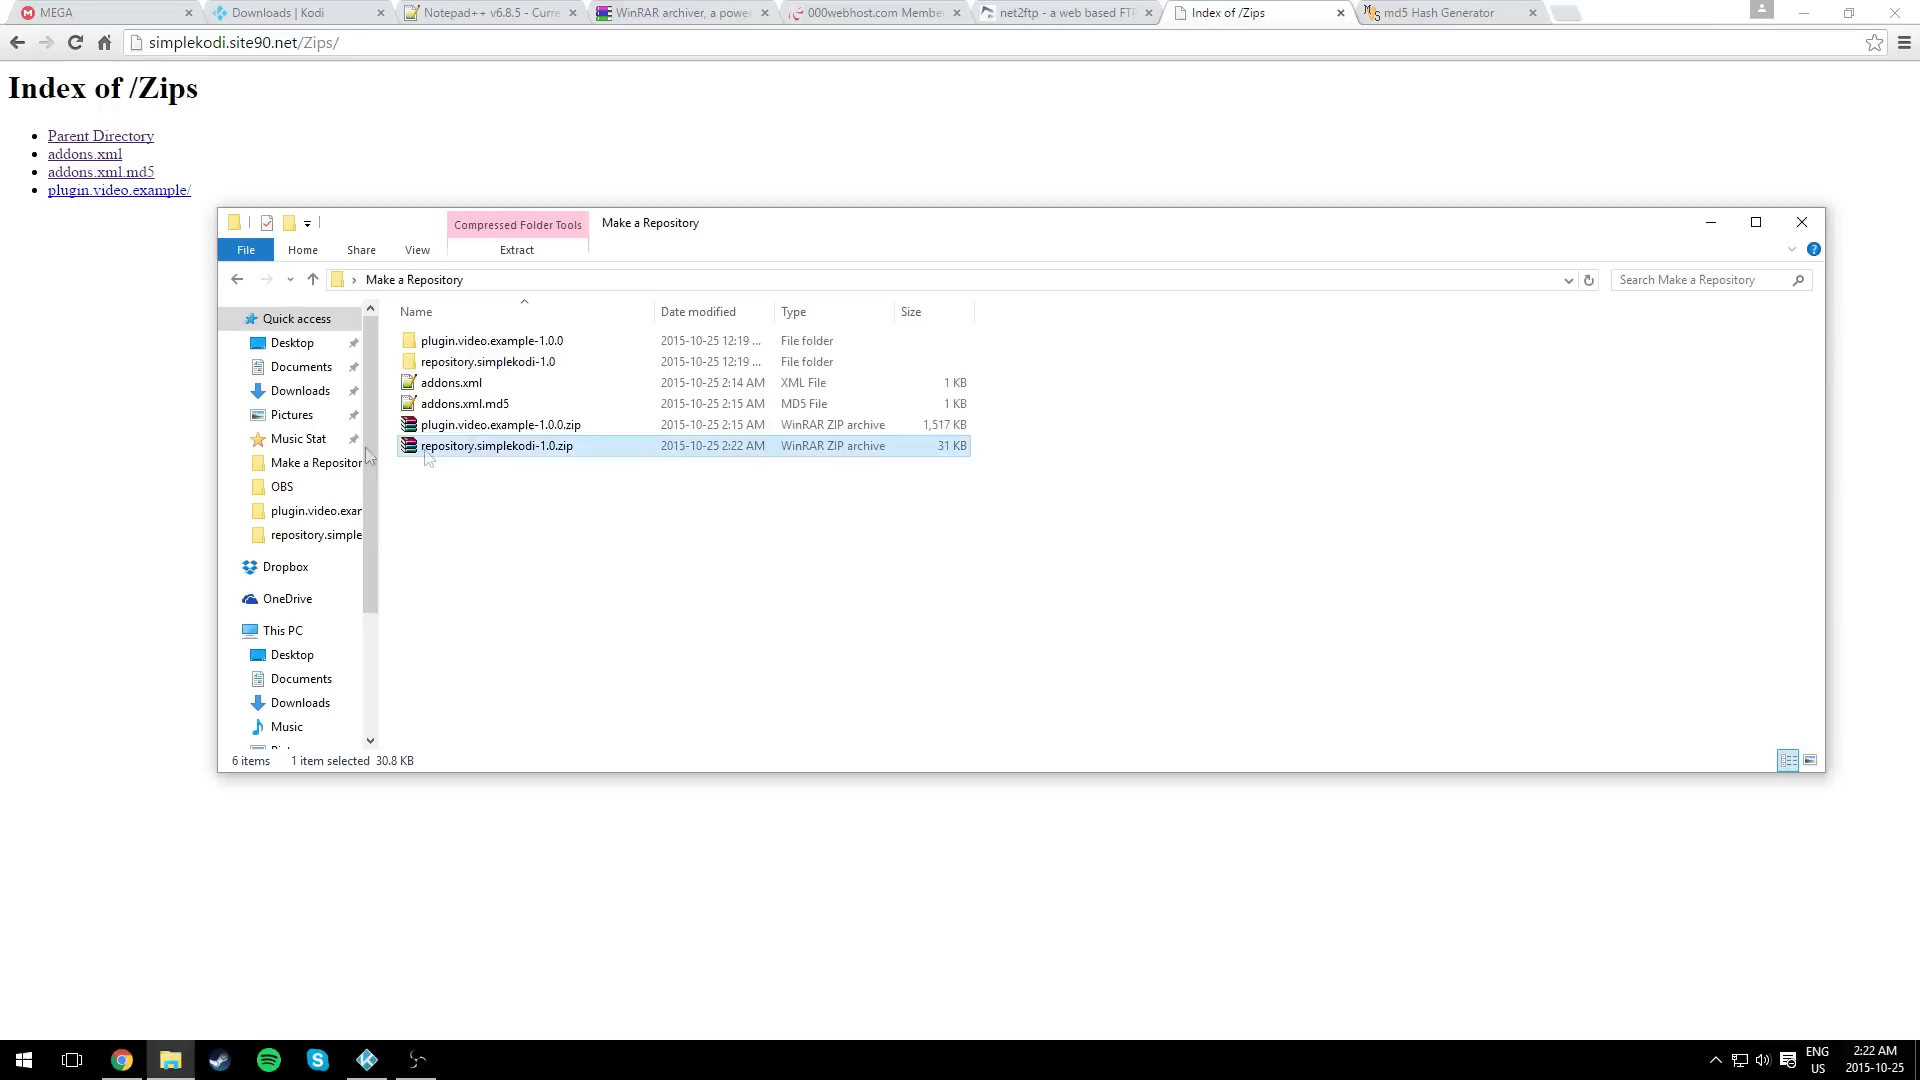 MEGA
Downloads | Kodi
Notepad++ v6.8.5 - Curre
WinRAR archiver, a powe
000webhost.com Membe
net2ftp - a web based FTP
Index of /Zips
md5 Hash Generator
simplekodi.site90.net/Zips/
Index of /Zips
Parent Directory
addons.xml
addons.xml.md5
plugin.video.example/
Compressed Folder Tools
Make a Repository
File
Home
Share
View
Extract
Make a Repository
Search Make a Repository
Quick access
Desktop
Documents
Downloads
Pictures
Music Stat
Make a Repositor
OBS
plugin.video.exar
repository.simple
Dropbox
OneDrive
This PC
Desktop
Documents
Downloads
Music
Name Date modified Type Size
plugin.video.example-1.0.0 2015-10-25 12:19 ... File folder
repository.simplekodi-1.0 2015-10-25 12:19 ... File folder
addons.xml 2015-10-25 2:14 AM XML File 1 KB
addons.xml.md5 2015-10-25 2:15 AM MD5 File 1 KB
plugin.video.example-1.0.0.zip 2015-10-25 2:15 AM WinRAR ZIP archive 1,517 KB
repository.simplekodi-1.0.zip 2015-10-25 2:22 AM WinRAR ZIP archive 31 KB
6 items 1 item selected 30.8 KB
ENG
US
2:22 AM
2015-10-25